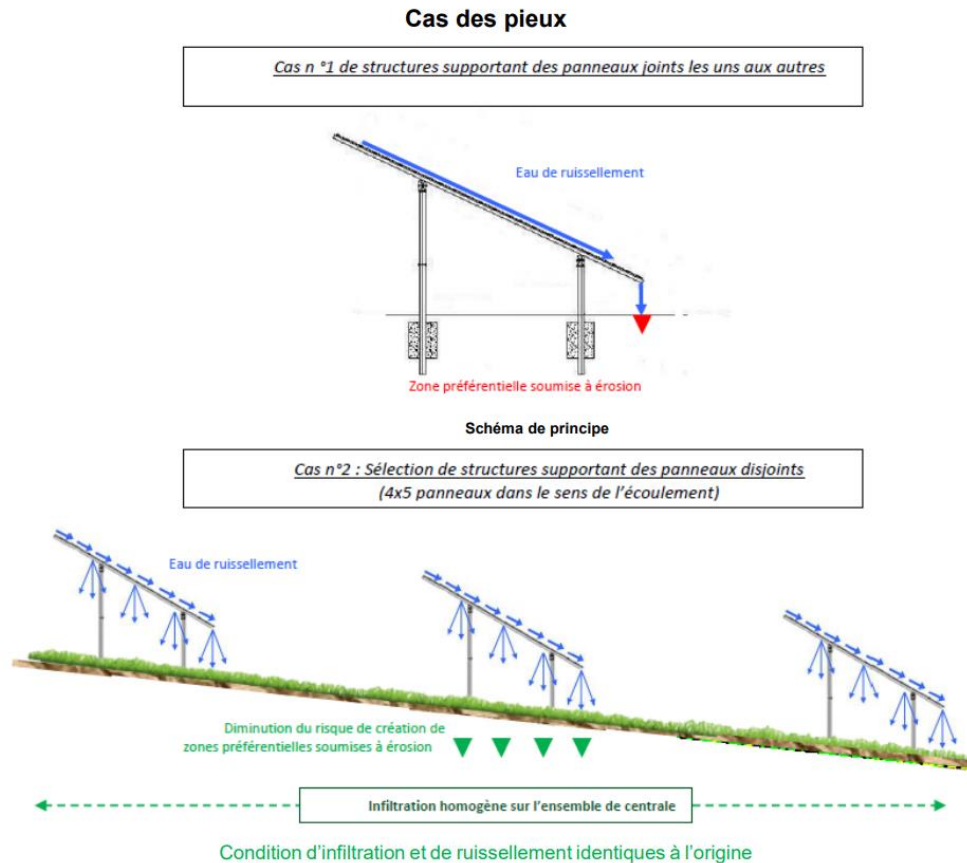 Cas des pieux
Cas n °1 de structures supportant des panneaux joints les uns aux autres
Eau de ruissellement
Zone préférentielle soumise à érosion
Schéma de principe
Cas n°2 : Sélection de structures supportant des panneaux disjoints
(4x5 panneaux dans le sens de l'écoulement)
Eau de ruissellement
Diminution du risque de création de
zones préférentielles soumises à érosion
Infiltration homogène sur l'ensemble de centrale
Condition d'infiltration et de ruissellement identiques à l'origine